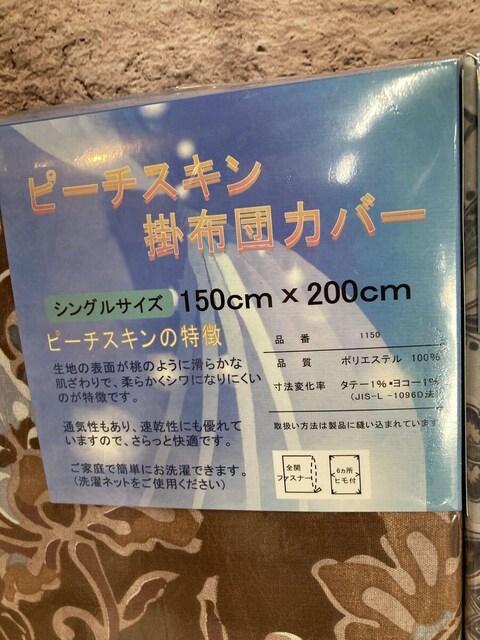 ピーチスキン
掛布団カバー
シングルサイズ 150cm×200cm
ピーチスキンの特徴
生地の表面が桃のように滑らかな
肌ざわりで、柔らかくシワになりにくい
のが特徴です。
通気性もあり、速乾性にも優れて
いますので、さらっと快適です。
ご家庭で簡単にお洗濯できます。
(洗濯ネットをご使用ください)
品 番 1150
品 質 ポリエステル 100%
寸法変化率 タテー1%・ヨコー1%
(JIS-L -1096D法)
取扱い方法は製品に縫い込まれています
全開
ファスナー
6ヵ所
ヒモ付